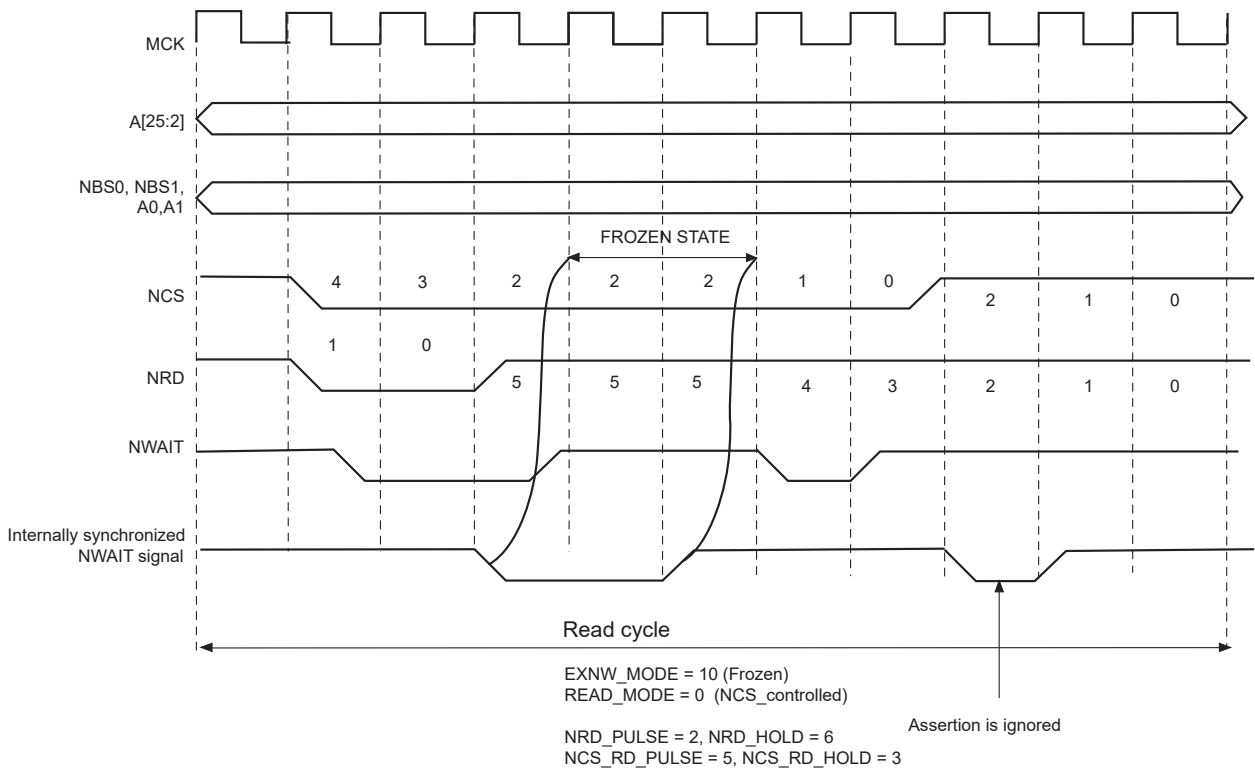 MCK
A[25:2]
NBS0, NBS1,
A0,A1
FROZEN STATE
4 3 2 2 2 1 0
NCS
2 1 0
1 0
NRD
5 5 5 4 3 2 1 0
NWAIT
Internally synchronized
NWAIT signal
Read cycle
EXNW_MODE = 10 (Frozen)
READ_MODE = 0 (NCS_controlled)
Assertion is ignored
NRD_PULSE = 2, NRD_HOLD = 6
NCS_RD_PULSE = 5, NCS_RD_HOLD = 3